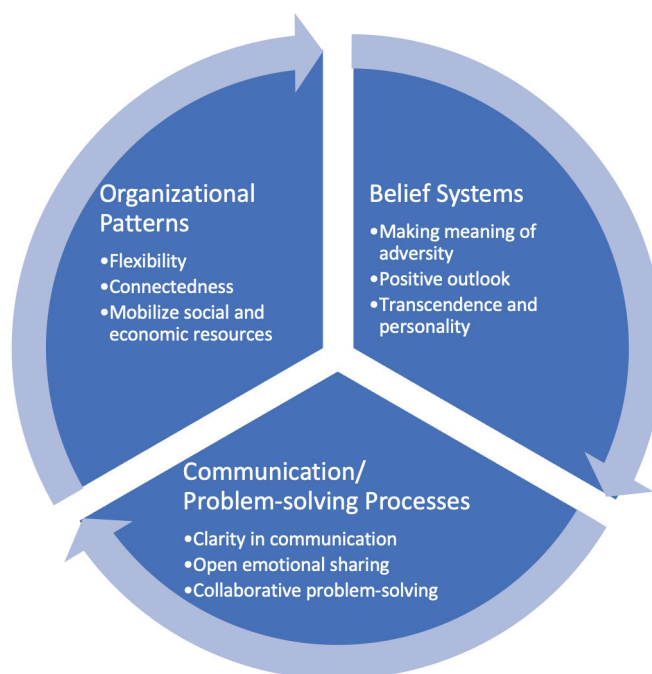 Organizational
Patterns
•Flexibility
•Connectedness
•Mobilize social and
economic resources
Belief Systems
•Making meaning of
adversity
•Positive outlook
•Transcendence and
personality
Communication/
Problem-solving Processes
•Clarity in communication
•Open emotional sharing
•Collaborative problem-solving